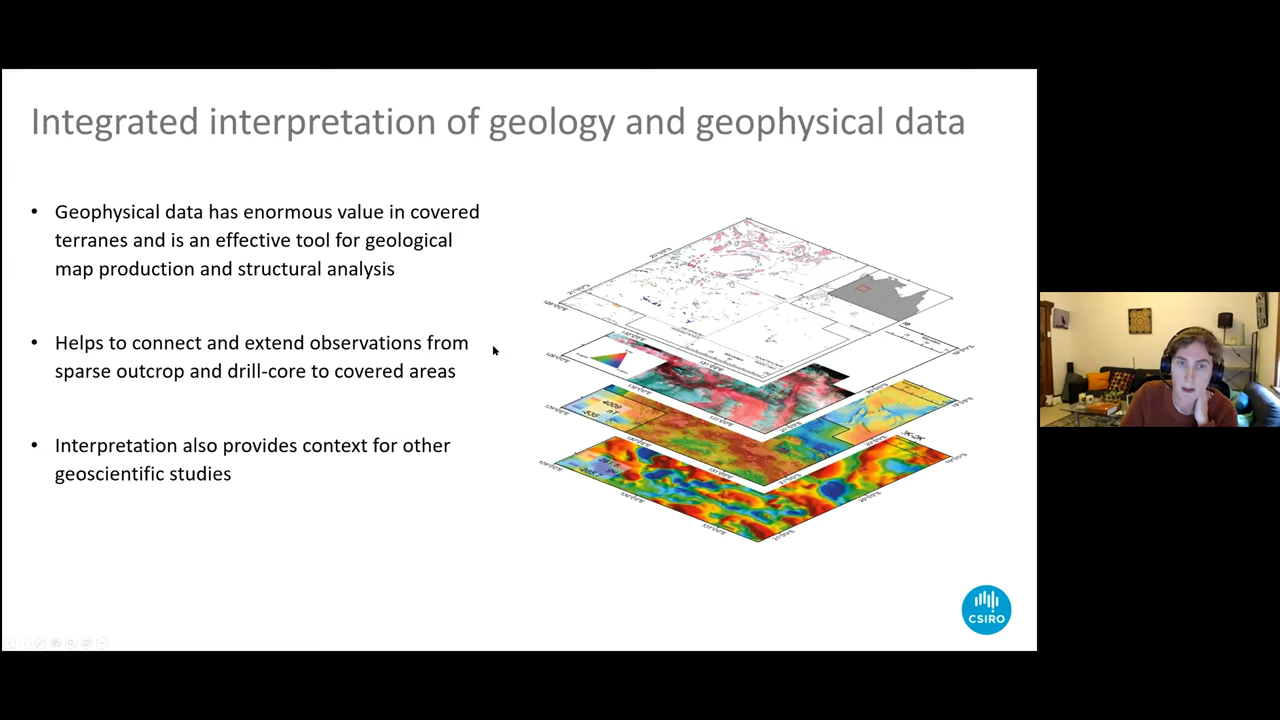 Integrated interpretation of geology and geophysical data
• Geophysical data has enormous value in covered
terranes and is an effective tool for geological
map production and structural analysis
• Helps to connect and extend observations from
sparse outcrop and drill-core to covered areas
• Interpretation also provides context for other
geoscientific studies
CSIRO